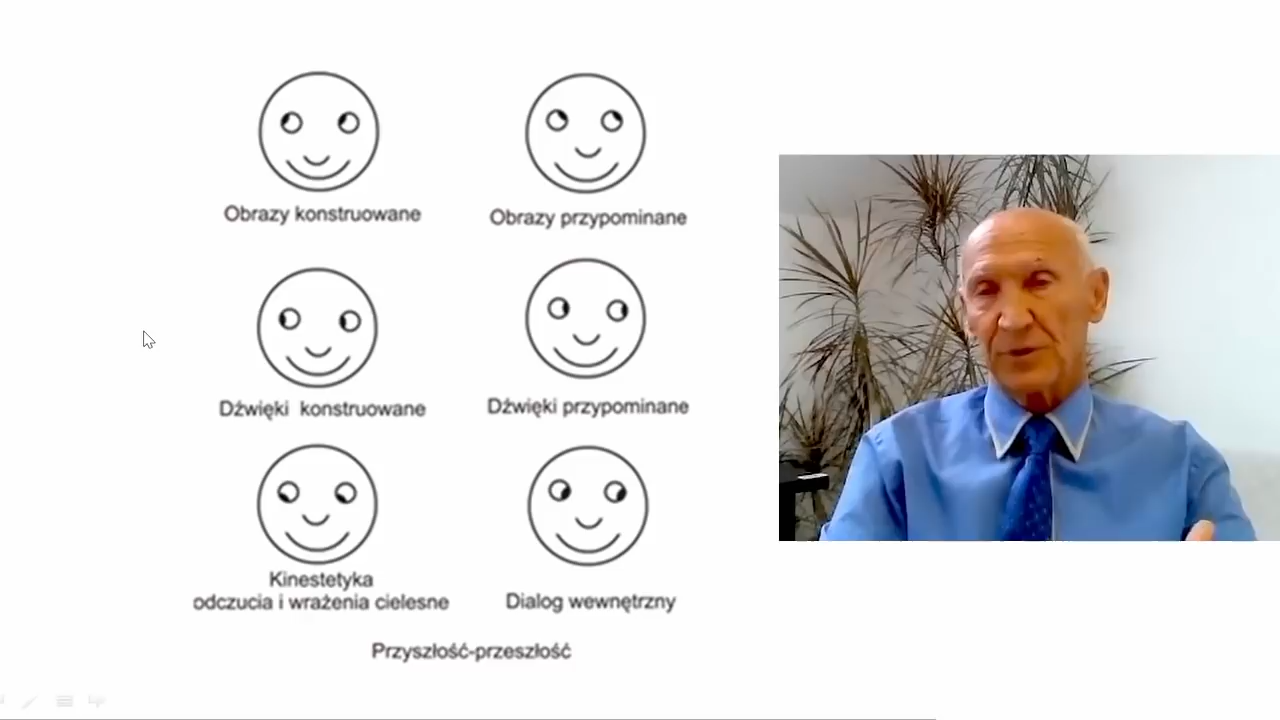 Obrazy konstruowane
Obrazy przypominane
Dźwięki konstruowane
Dźwięki przypominane
Kinestetyka
odczucia i wrażenia cielesne
Dialog wewnętrzny
Przyszłość-przeszłość